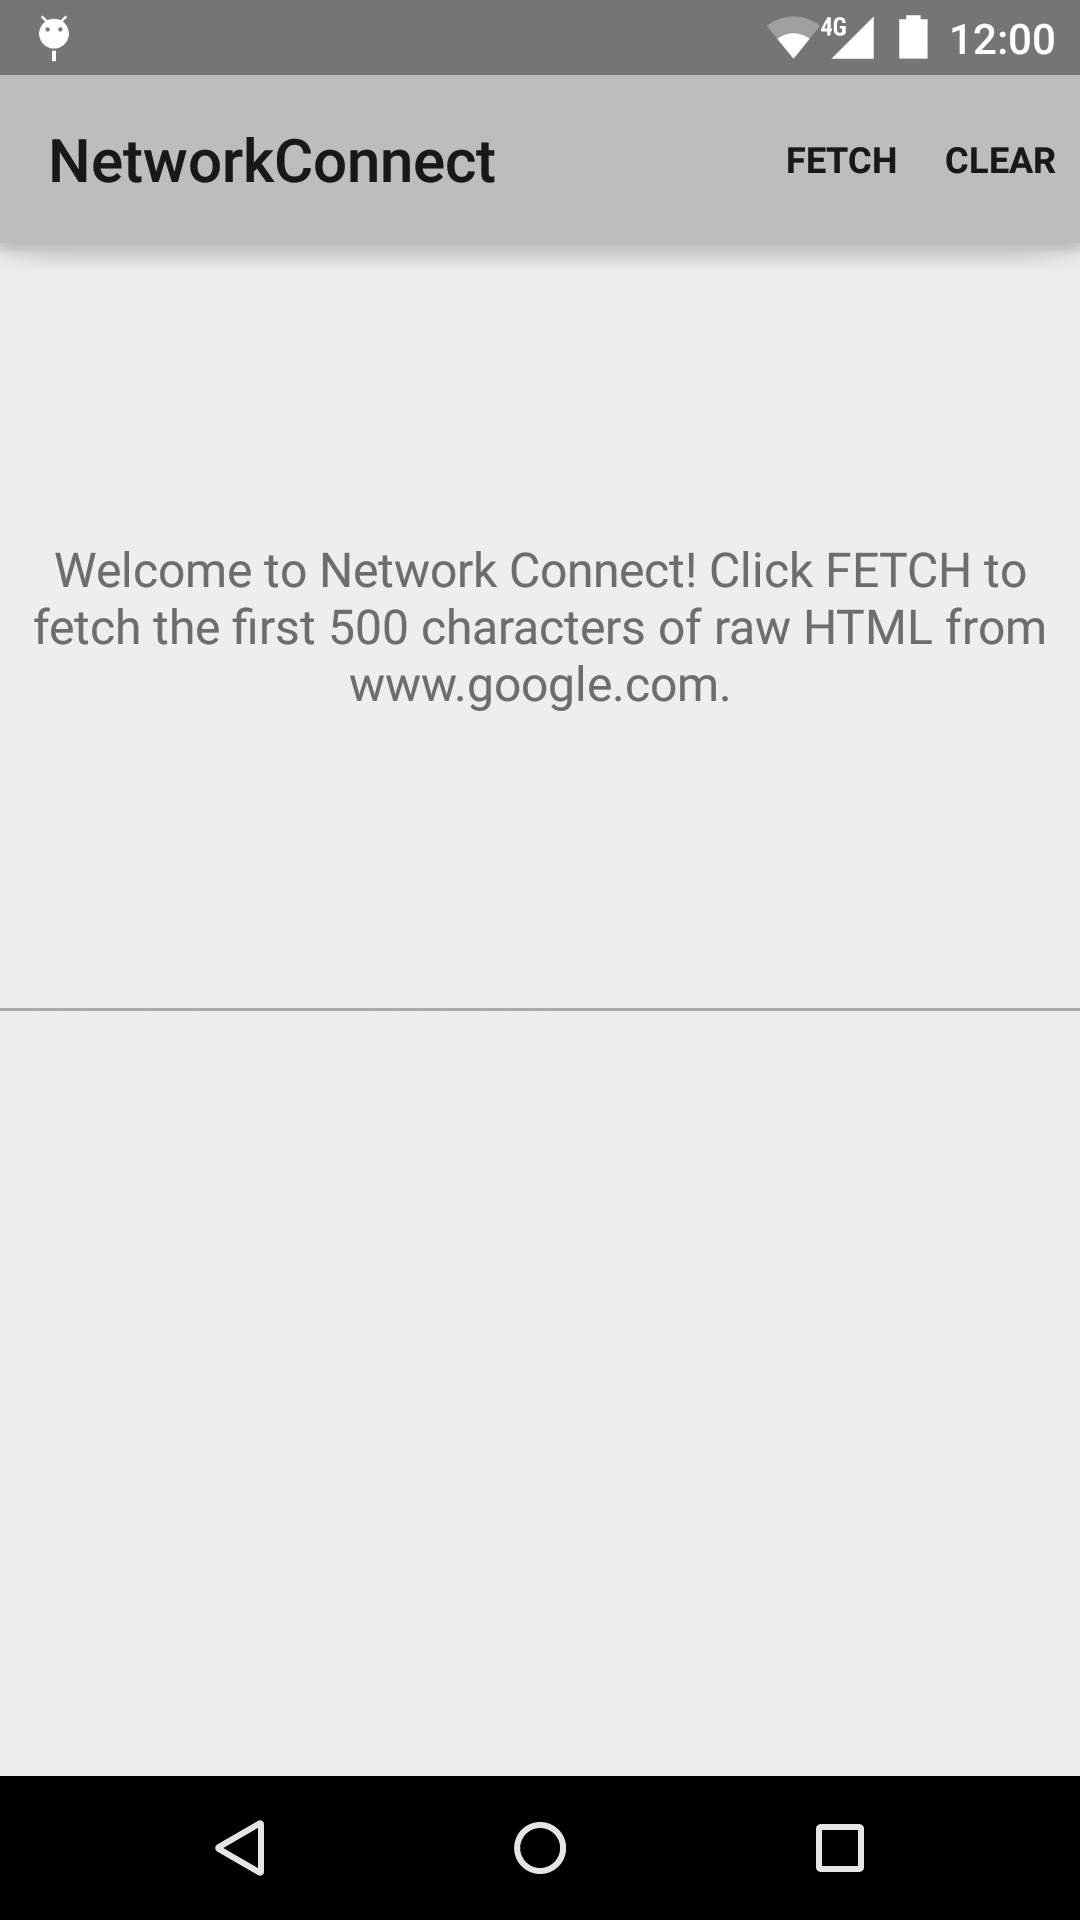 4G 12:00
NetworkConnect FETCH CLEAR
Welcome to Network Connect! Click FETCH to
fetch the first 500 characters of raw HTML from
www.google.com.